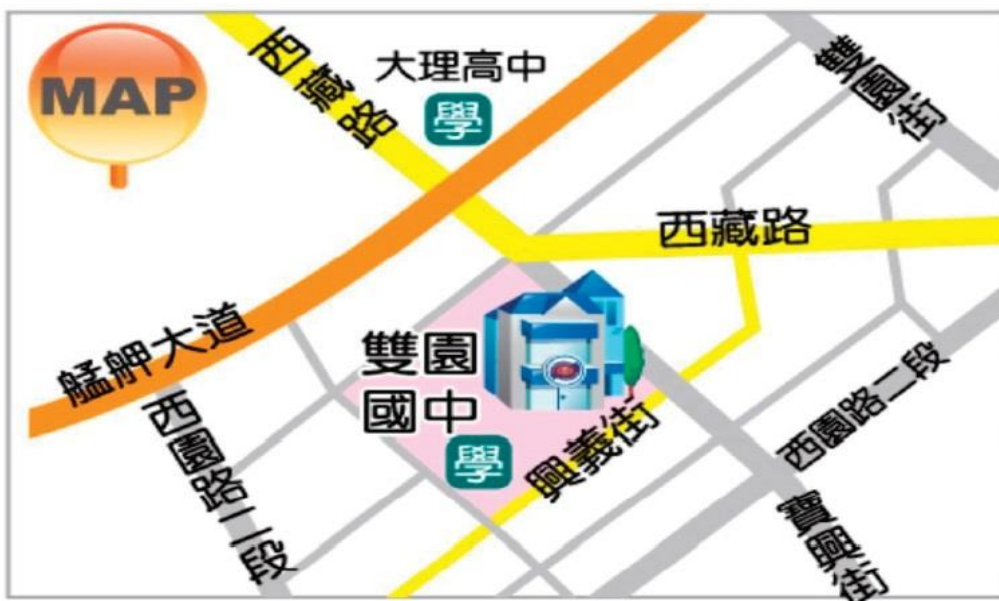 MAP
西藏路
大理高中
學
雙園街
西藏路
艋舺大道
雙園
國中
學
興義街
西園路二段
西園路二段
寶興街